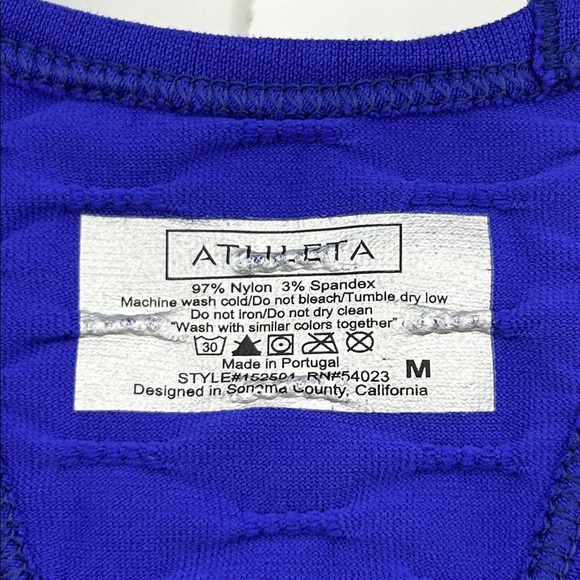 ATHLETA
97% Nylon 3% Spandex
Machine wash cold/Do not bleach/Tumble dry low
Do not iron/Do not dry clean
"Wash with similar colors together"
30
Made in Portugal
STYLE#152501 RN#54023 M
Designed in Sonoma County, California